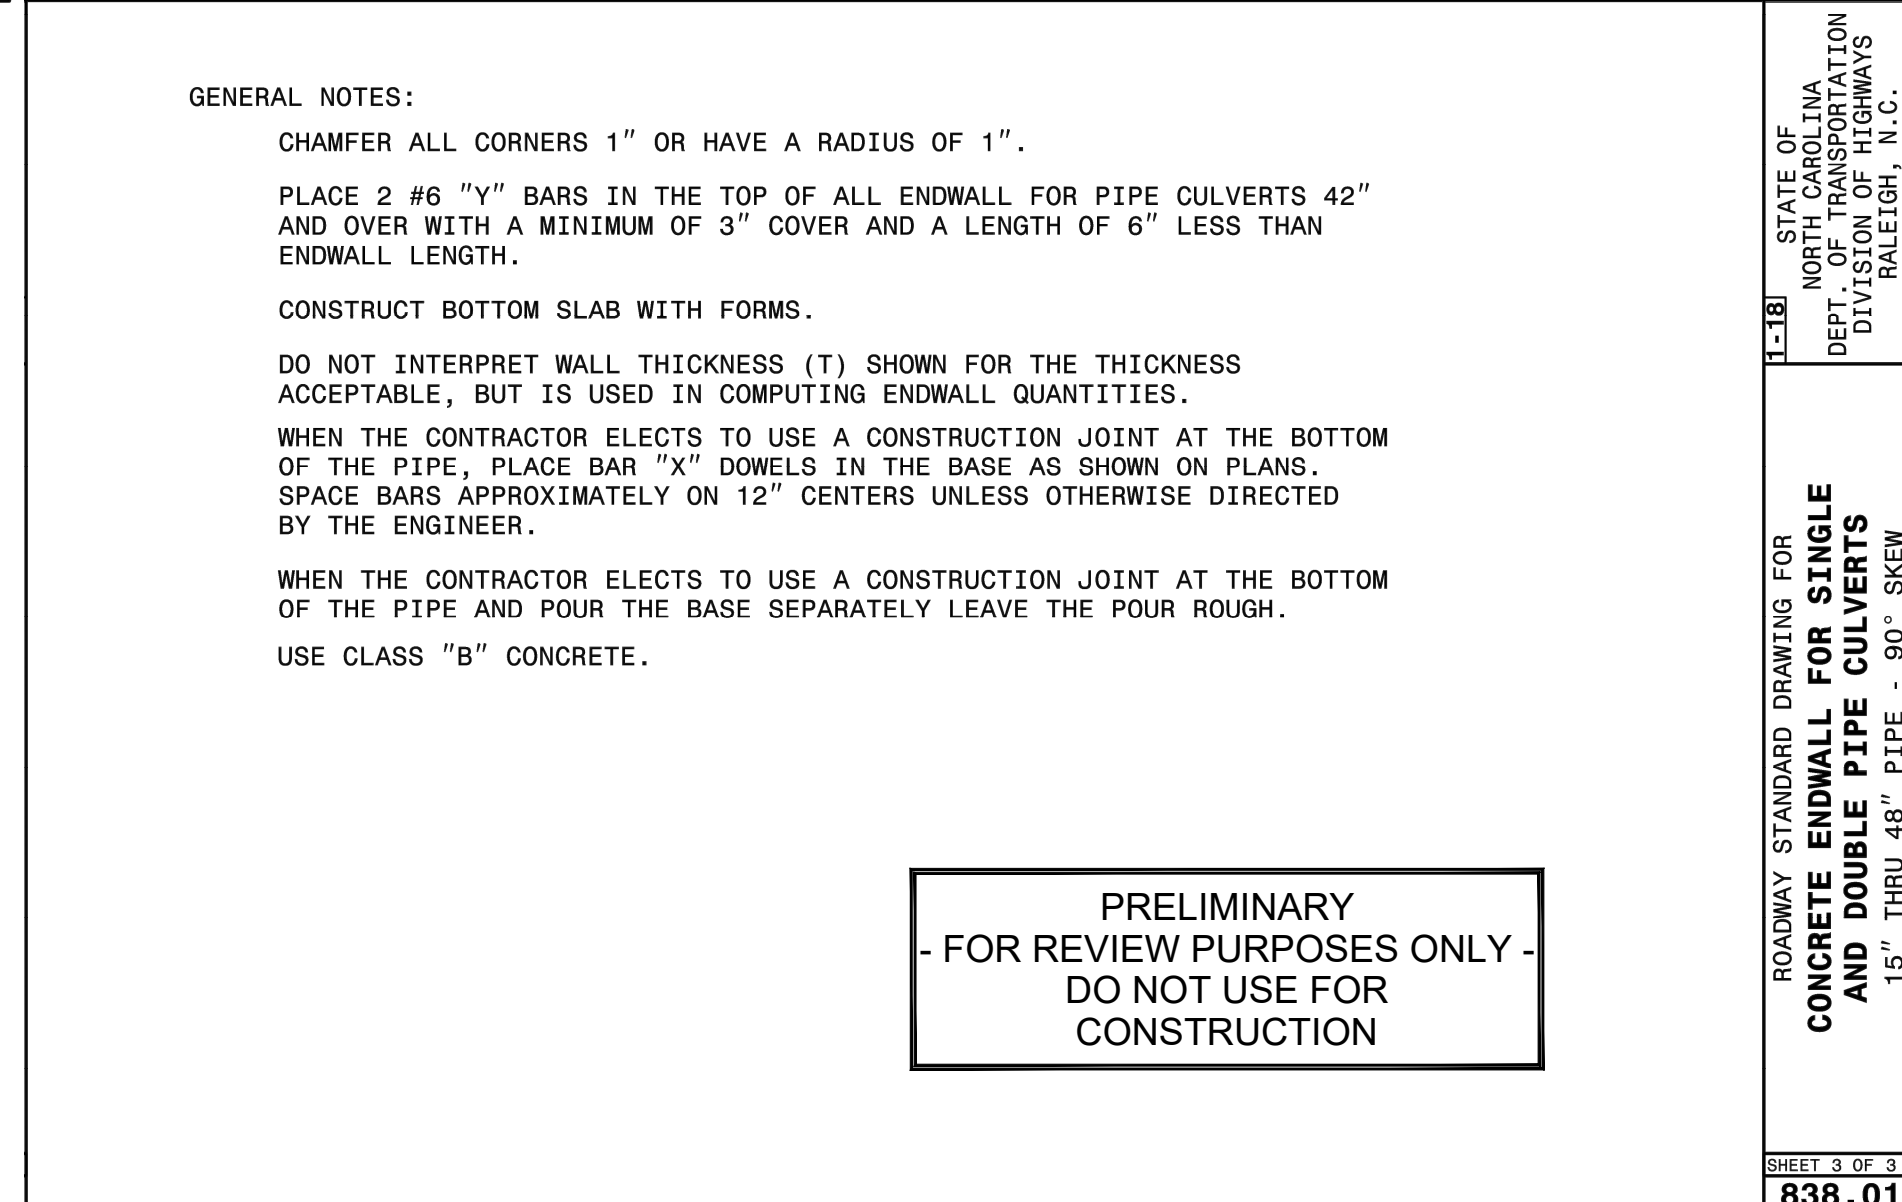 GENERAL NOTES:
CHAMFER ALL CORNERS 1" OR HAVE A RADIUS OF 1".
PLACE 2 #6 "Y" BARS IN THE TOP OF ALL ENDWALL FOR PIPE CULVERTS 42"
AND OVER WITH A MINIMUM OF 3" COVER AND A LENGTH OF 6" LESS THAN
ENDWALL LENGTH.
CONSTRUCT BOTTOM SLAB WITH FORMS.
DO NOT INTERPRET WALL THICKNESS (T) SHOWN FOR THE THICKNESS
ACCEPTABLE, BUT IS USED IN COMPUTING ENDWALL QUANTITIES.
WHEN THE CONTRACTOR ELECTS TO USE A CONSTRUCTION JOINT AT THE BOTTOM
OF THE PIPE, PLACE BAR "X" DOWELS IN THE BASE AS SHOWN ON PLANS.
SPACE BARS APPROXIMATELY ON 12" CENTERS UNLESS OTHERWISE DIRECTED
BY THE ENGINEER.
WHEN THE CONTRACTOR ELECTS TO USE A CONSTRUCTION JOINT AT THE BOTTOM
OF THE PIPE AND POUR THE BASE SEPARATELY LEAVE THE POUR ROUGH.
USE CLASS "B" CONCRETE.
PRELIMINARY
- FOR REVIEW PURPOSES ONLY -
DO NOT USE FOR
CONSTRUCTION
1-18
STATE OF
NORTH CAROLINA
DEPT. OF TRANSPORTATION
DIVISION OF HIGHWAYS
RALEIGH, N.C.
ROADWAY STANDARD DRAWING FOR
CONCRETE ENDWALL FOR SINGLE
AND DOUBLE PIPE CULVERTS
15" THRU 48" PIPE - 90° SKEW
SHEET 3 OF 3
838.01